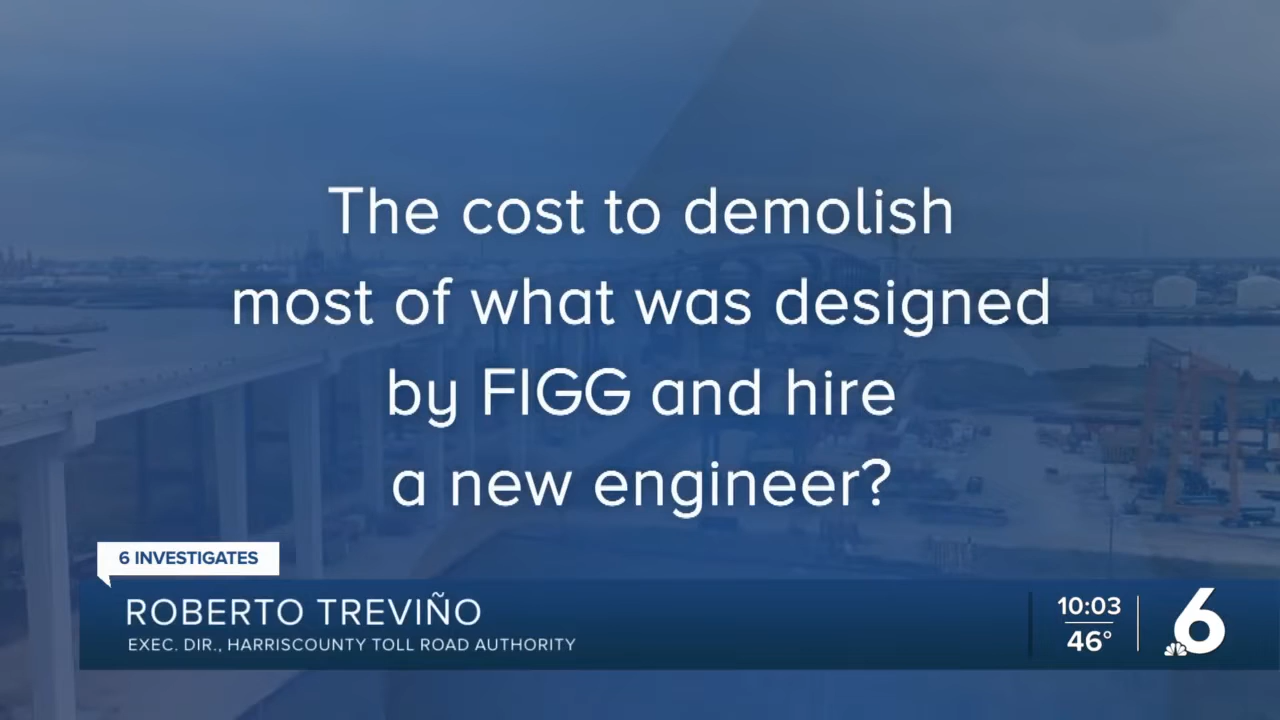 The cost to demolish
most of what was designed
by FIGG and hire
a new engineer?
6 INVESTIGATES
ROBERTO TREVIÑO
EXEC. DIR., HARRISCOUNTY TOLL ROAD AUTHORITY
10:03
46°
6